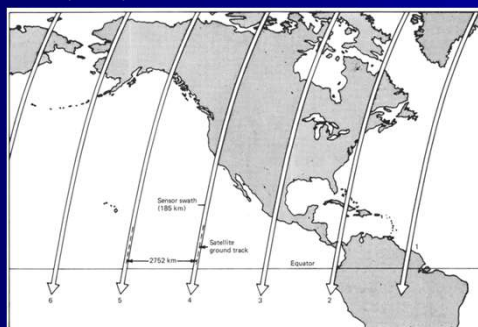 Sensor swath
(185 km)
Satellite
ground track
2752 km
Equator
1
6
5
4
3
2